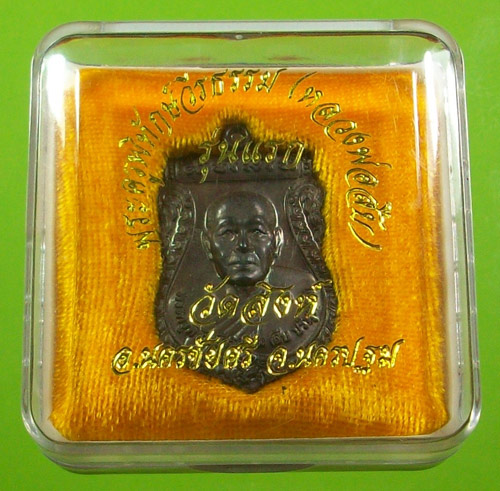 พระครูพิทักษ์วีรธรรม (หลวงพ่อสืบ)
รุ่นแรก
วัดสิงห์
อ.นครชัยศรี จ.นครปฐม